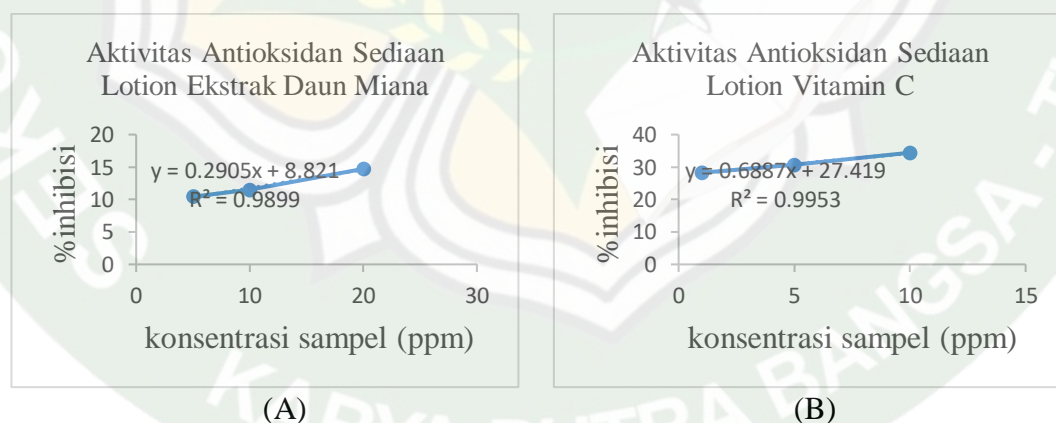 Aktivitas Antioksidan Sediaan
Lotion Ekstrak Daun Miana
%inhibisi
20
15
10
5
0
y = 0.2905x + 8.821
R² = 0.9899
0 10 20 30
konsentrasi sampel (ppm)
(A)
Aktivitas Antioksidan Sediaan
Lotion Vitamin C
%inhibisi
40
30
20
10
0
y = 0.6887x + 27.419
R² = 0.9953
0 5 10 15
konsentrasi sampel (ppm)
(B)